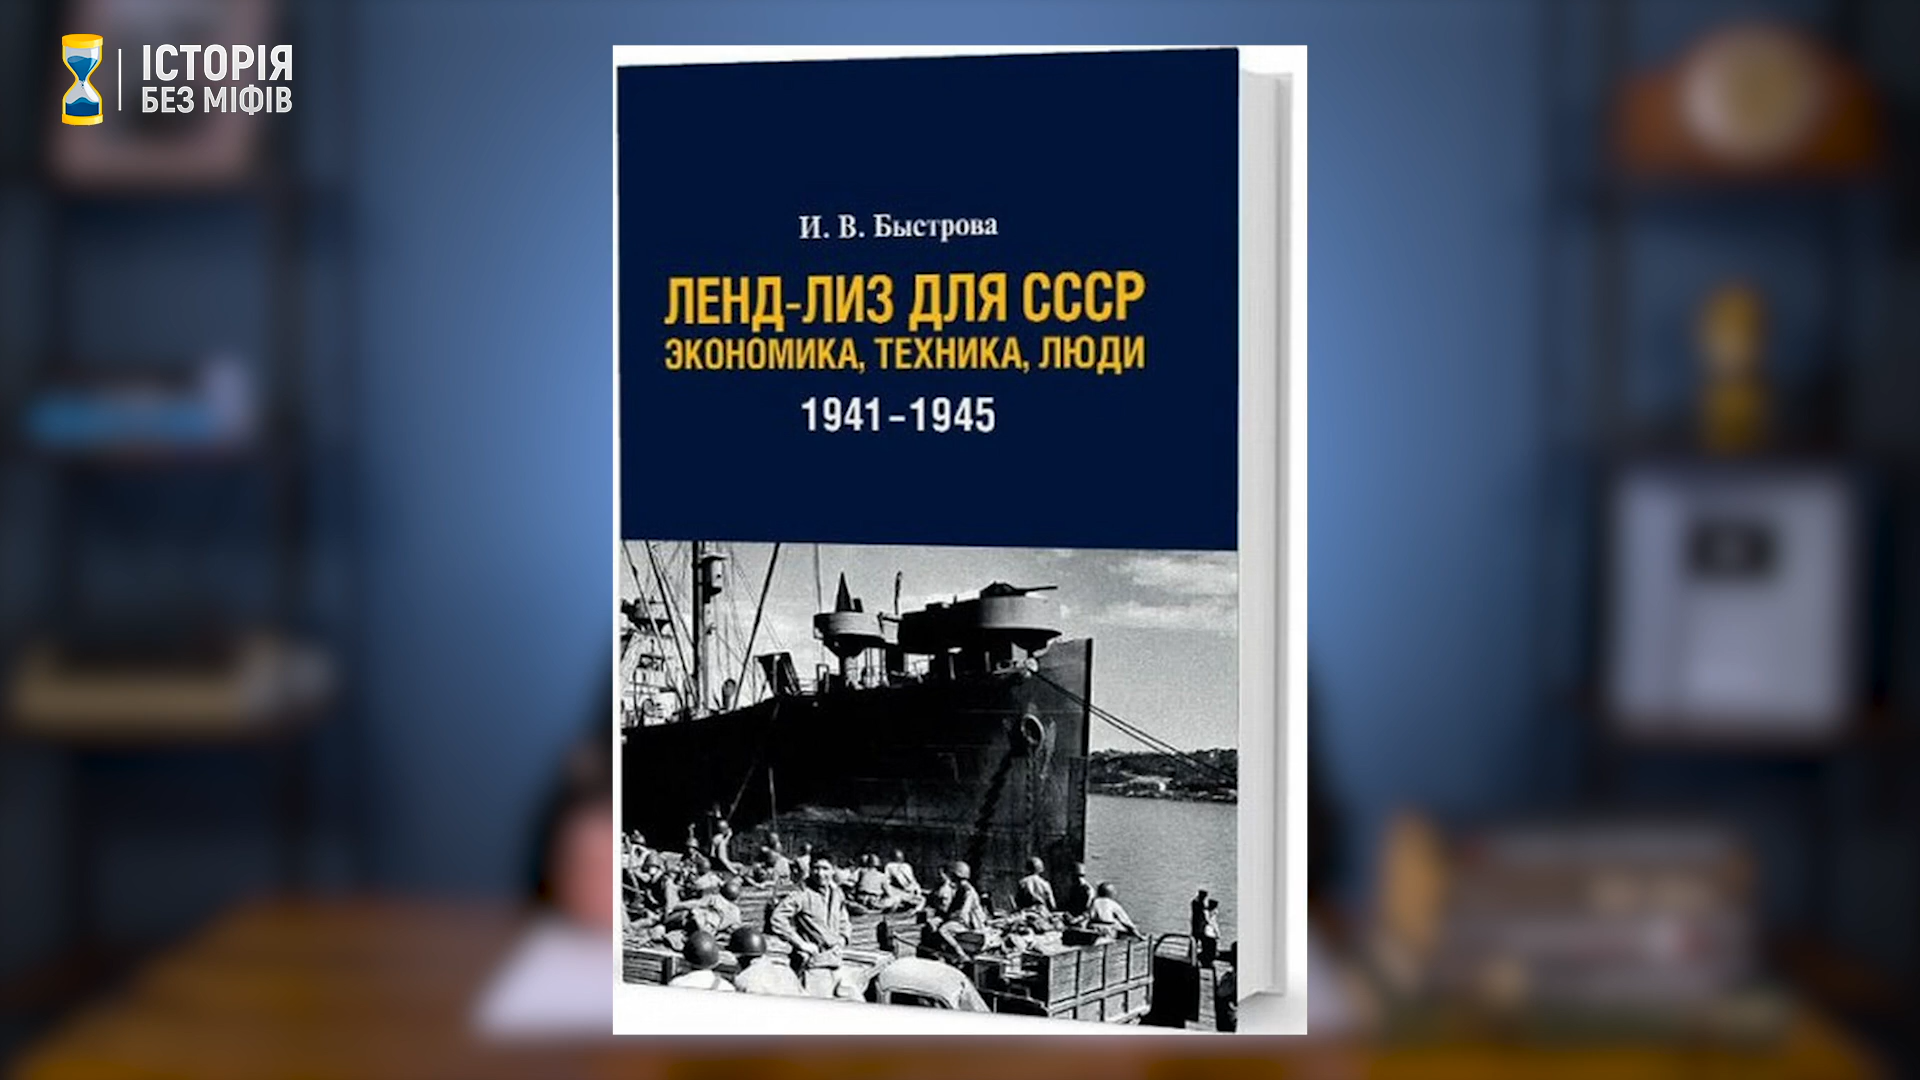 ІСТОРІЯ
БЕЗ МІФІВ
И. В. Быстрова
ЛЕНД-ЛИЗ ДЛЯ СССР
ЭКОНОМИКА, ТЕХНИКА, ЛЮДИ
1941–1945